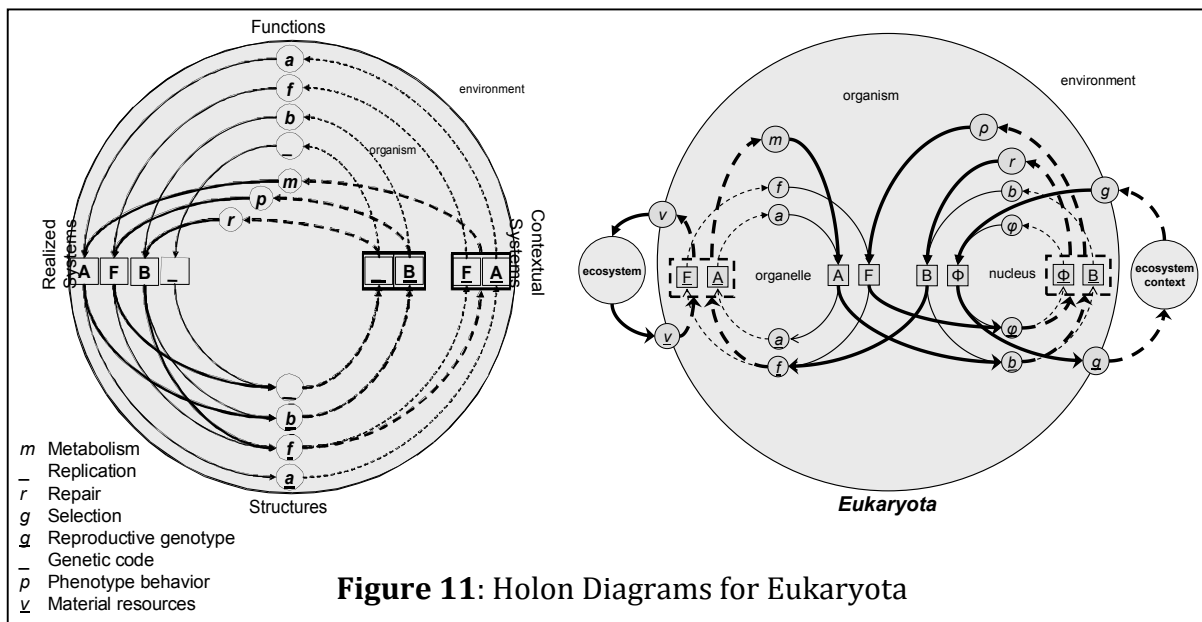 Functions
a
f
b
_
m
p
r
environment
organism
Realized
Systems
Contextual
Systems
A F B _
_ B F A
_
b
f
a
Structures
m Metabolism
_ Replication
r Repair
g Selection
g Reproductive genotype
_ Genetic code
p Phenotype behavior
v Material resources
environment
organism
ρ
m
r
f
b
g
a
φ
v
ecosystem
F A
organelle
A F
B Φ
nucleus
Φ B
ecosystem
context
v
a
φ
f
b
g
Eukaryota
Figure 11: Holon Diagrams for Eukaryota